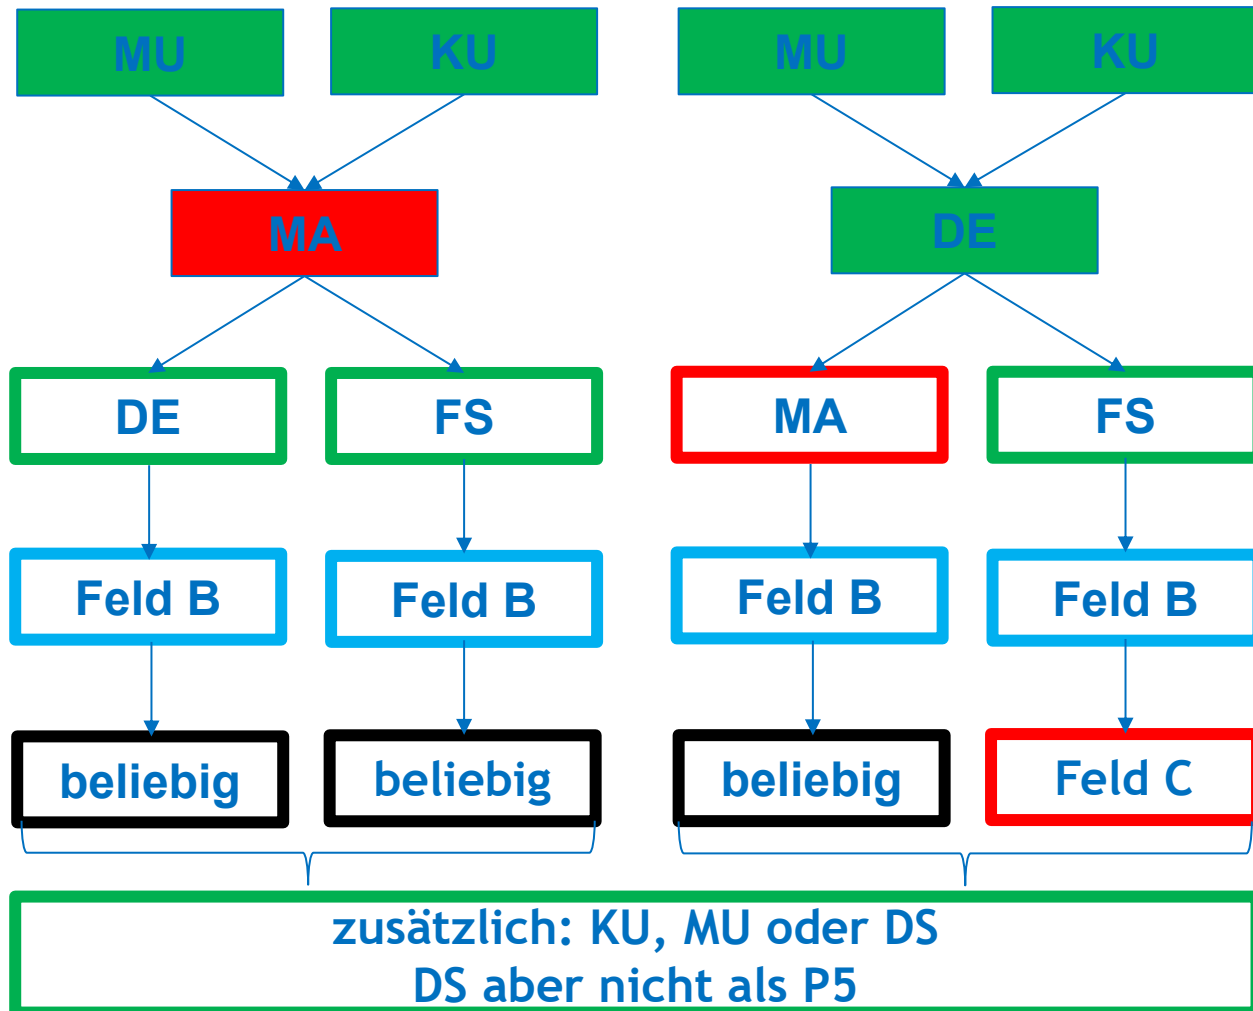 MU KU MU KU
MA DE
DE FS MA FS
Feld B Feld B Feld B Feld B
beliebig beliebig beliebig Feld C
zusätzlich: KU, MU oder DS
DS aber nicht als P5